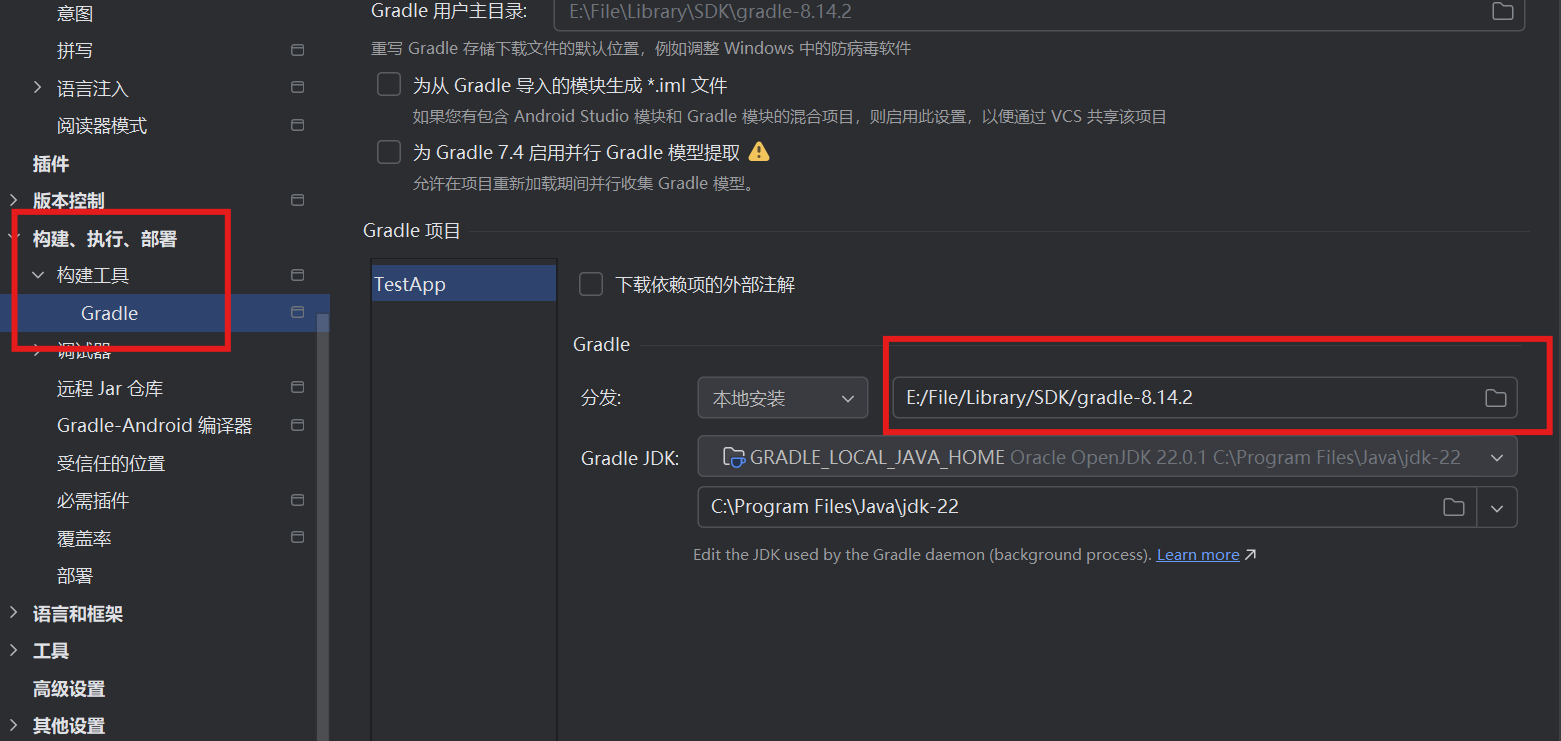 意图
Gradle 用户主目录:
E:\File\Library\SDK\gradle-8.14.2
拼写
重写 Gradle 存储下载文件的默认位置，例如调整 Windows 中的防病毒软件
语言注入
为从 Gradle 导入的模块生成 *.iml 文件
阅读器模式
如果您有包含 Android Studio 模块和 Gradle 模块的混合项目，则启用此设置，以便通过 VCS 共享该项目
插件
为 Gradle 7.4 启用并行 Gradle 模型提取
版本控制
允许在项目重新加载期间并行收集 Gradle 模型。
构建、执行、部署
Gradle 项目
构建工具
TestApp
下载依赖项的外部注解
Gradle
调试器
Gradle
远程 Jar 仓库
分发:
本地安装
E:/File/Library/SDK/gradle-8.14.2
Gradle-Android 编译器
受信任的位置
Gradle JDK:
GRADLE_LOCAL_JAVA_HOME Oracle OpenJDK 22.0.1 C:\Program Files\Java\jdk-22
必需插件
C:\Program Files\Java\jdk-22
覆盖率
Edit the JDK used by the Gradle daemon (background process). Learn more
部署
语言和框架
工具
高级设置
其他设置